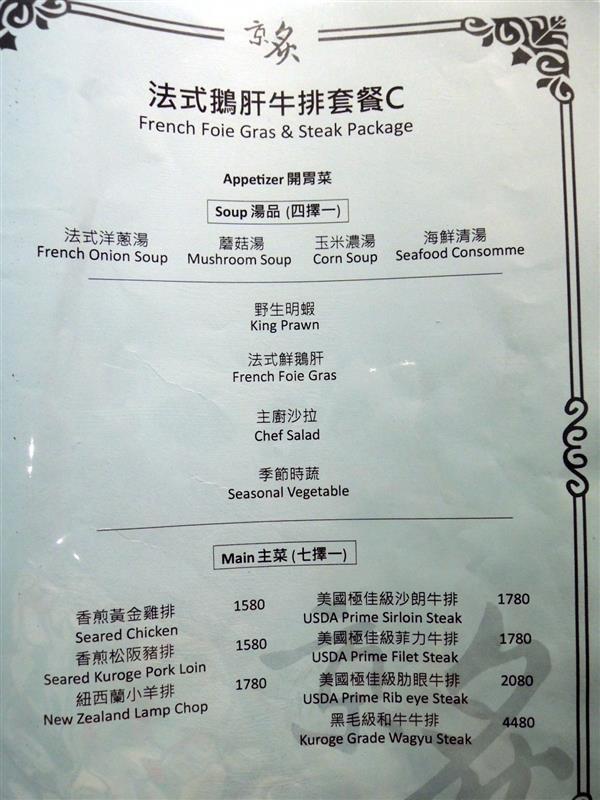 京炙
法式鵝肝牛排套餐C
French Foie Gras & Steak Package
Appetizer 開胃菜
Soup 湯品 (四擇一)
法式洋蔥湯 蘑菇湯 玉米濃湯 海鮮清湯
French Onion Soup Mushroom Soup Corn Soup Seafood Consomme
野生明蝦
King Prawn
法式鮮鵝肝
French Foie Gras
主廚沙拉
Chef Salad
季節時蔬
Seasonal Vegetable
Main 主菜 (七擇一)
香煎黃金雞排 1580
Seared Chicken
香煎松阪豬排 1580
Seared Kuroge Pork Loin
紐西蘭小羊排 1780
New Zealand Lamp Chop
美國極佳級沙朗牛排 1780
USDA Prime Sirloin Steak
美國極佳級菲力牛排 1780
USDA Prime Filet Steak
美國極佳級肋眼牛排 2080
USDA Prime Rib eye Steak
黑毛級和牛牛排 4480
Kuroge Grade Wagyu Steak